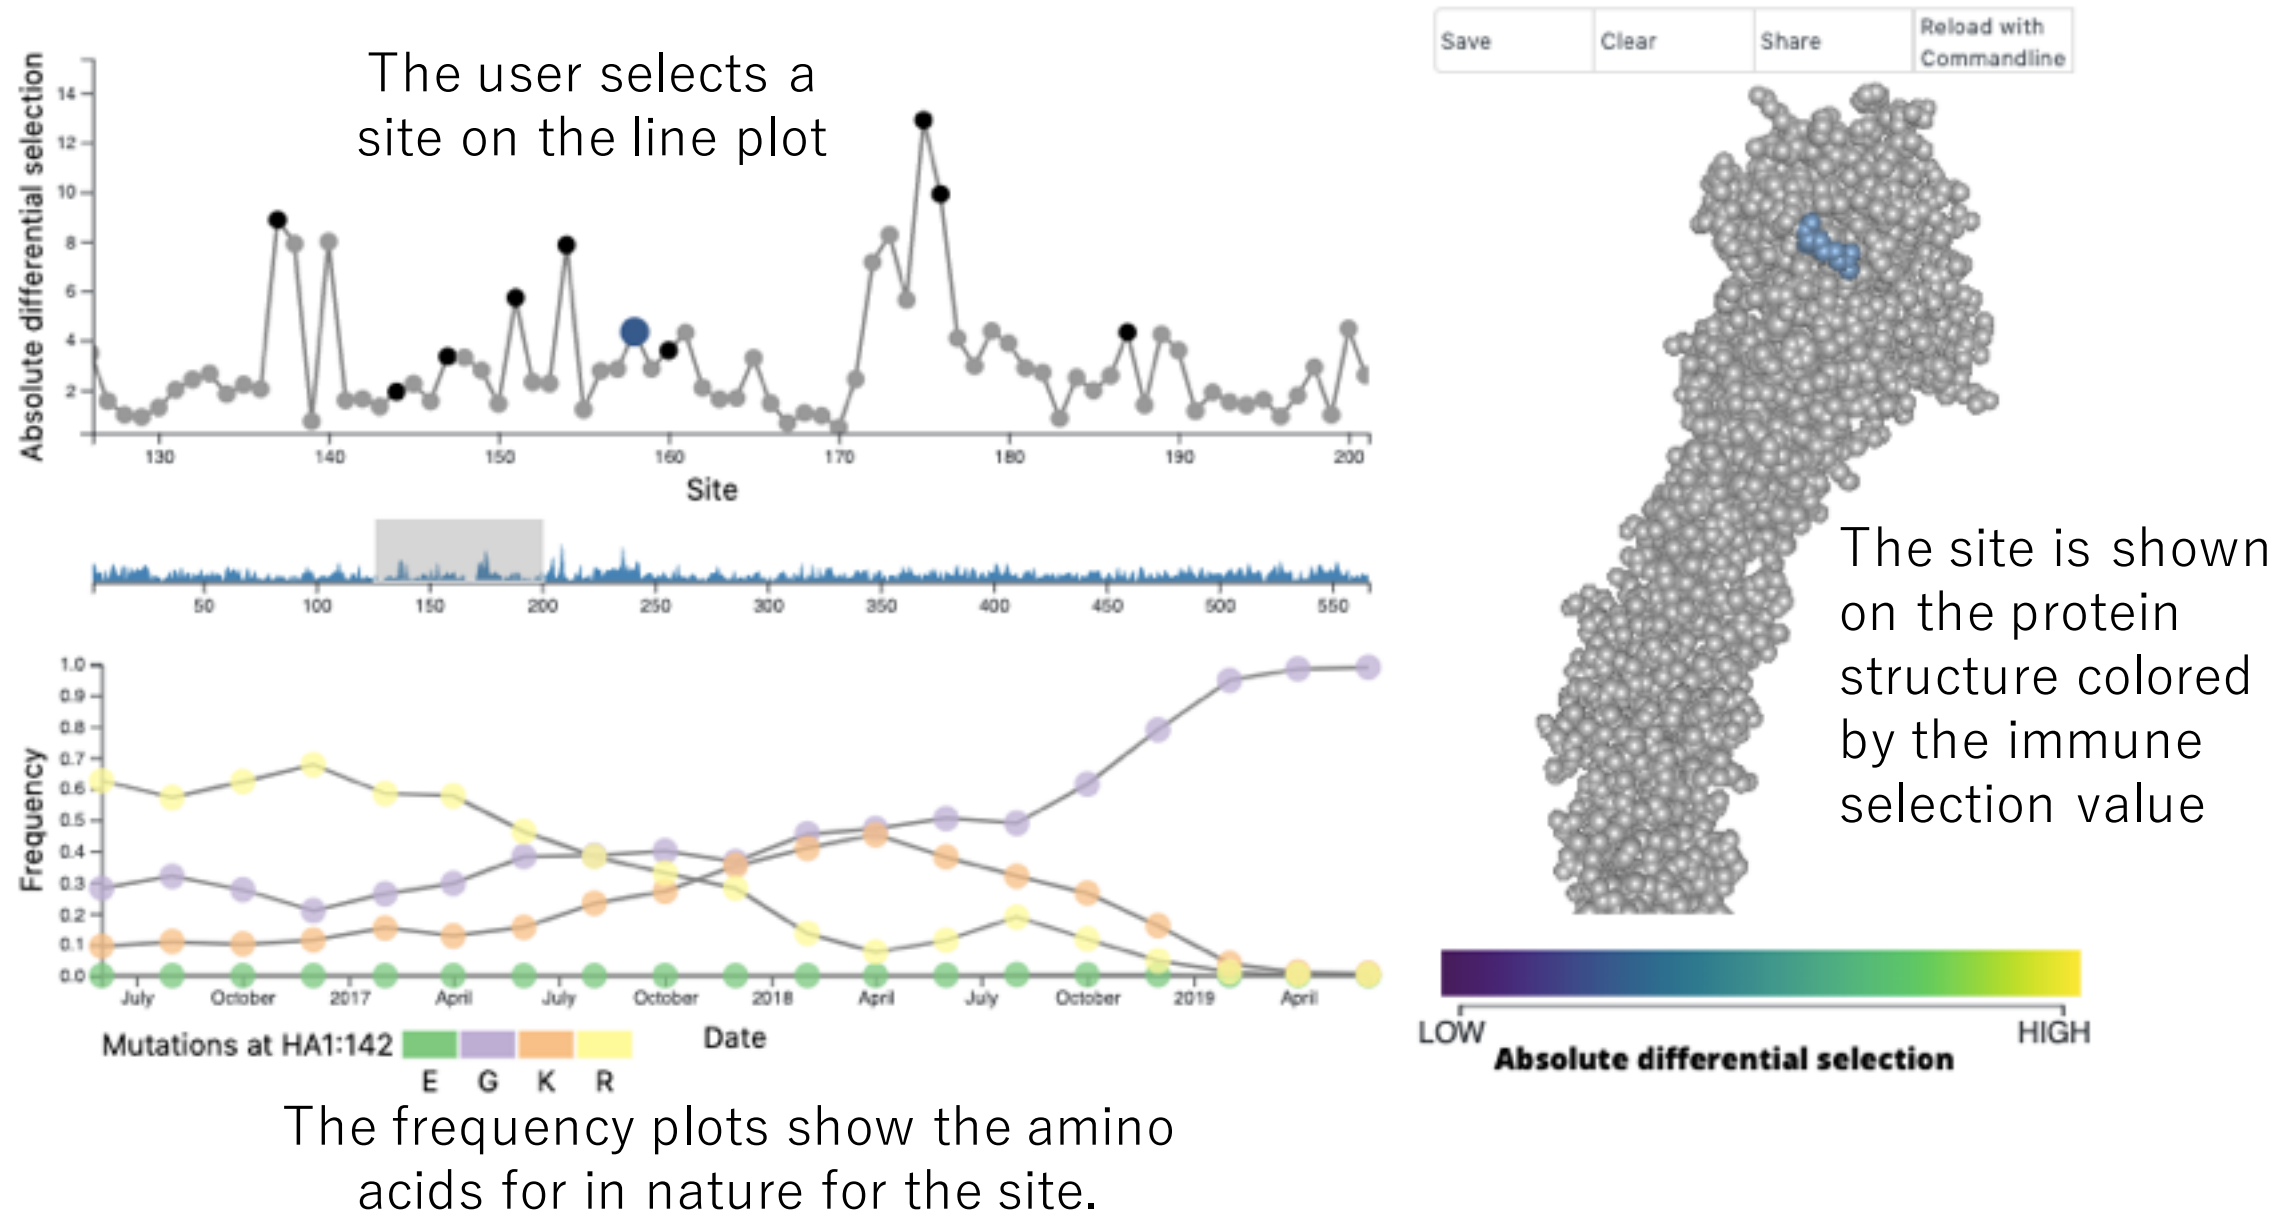 The user selects a
site on the line plot
Absolute differential selection
14
12
10
8
6
4
2
130 140 150 160 170 180 190 200
Site
50 100 150 200 250 300 350 400 450 500 550
1.0
0.9
0.8
0.7
0.6
0.5
0.4
0.3
0.2
0.1
0.0
Frequency
July October 2017 April July October 2018 April July October 2019 April
Date
Mutations at HA1:142
E G K R
The frequency plots show the amino
acids for in nature for the site.
Save Clear Share Reload with
Commandline
The site is shown
on the protein
structure colored
by the immune
selection value
LOW HIGH
Absolute differential selection